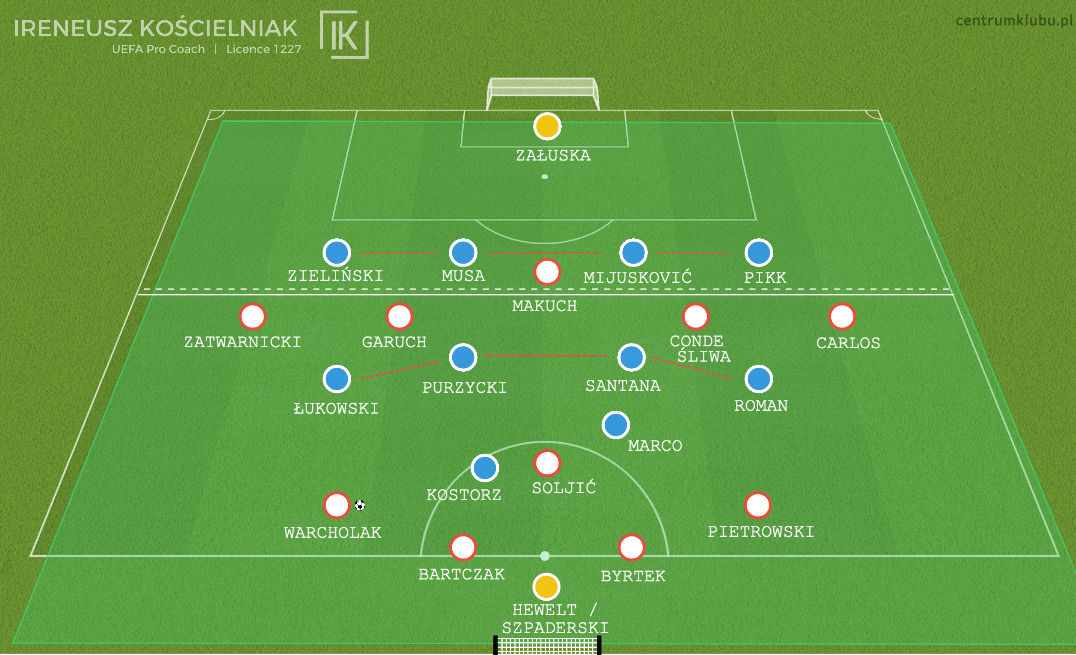 IRENEUSZ KOŚCIELNIAK
UEFA Pro Coach | Licence 1227
IK
centrumklubu.pl
ZAŁUSKA
ZIELIŃSKI
MUSA
MIJUSKOVIĆ
PIKK
MAKUCH
ZATWARNICKI
GARUCH
CONDE
ŚLIWA
CARLOS
PURZYCKI
SANTANA
ŁUKOWSKI
ROMAN
MARCO
KOSTORZ
SOLJIĆ
WARCHOLAK
PIETROWSKI
BARTCZAK
BYRTEK
HEWELT /
SZPADERSKI